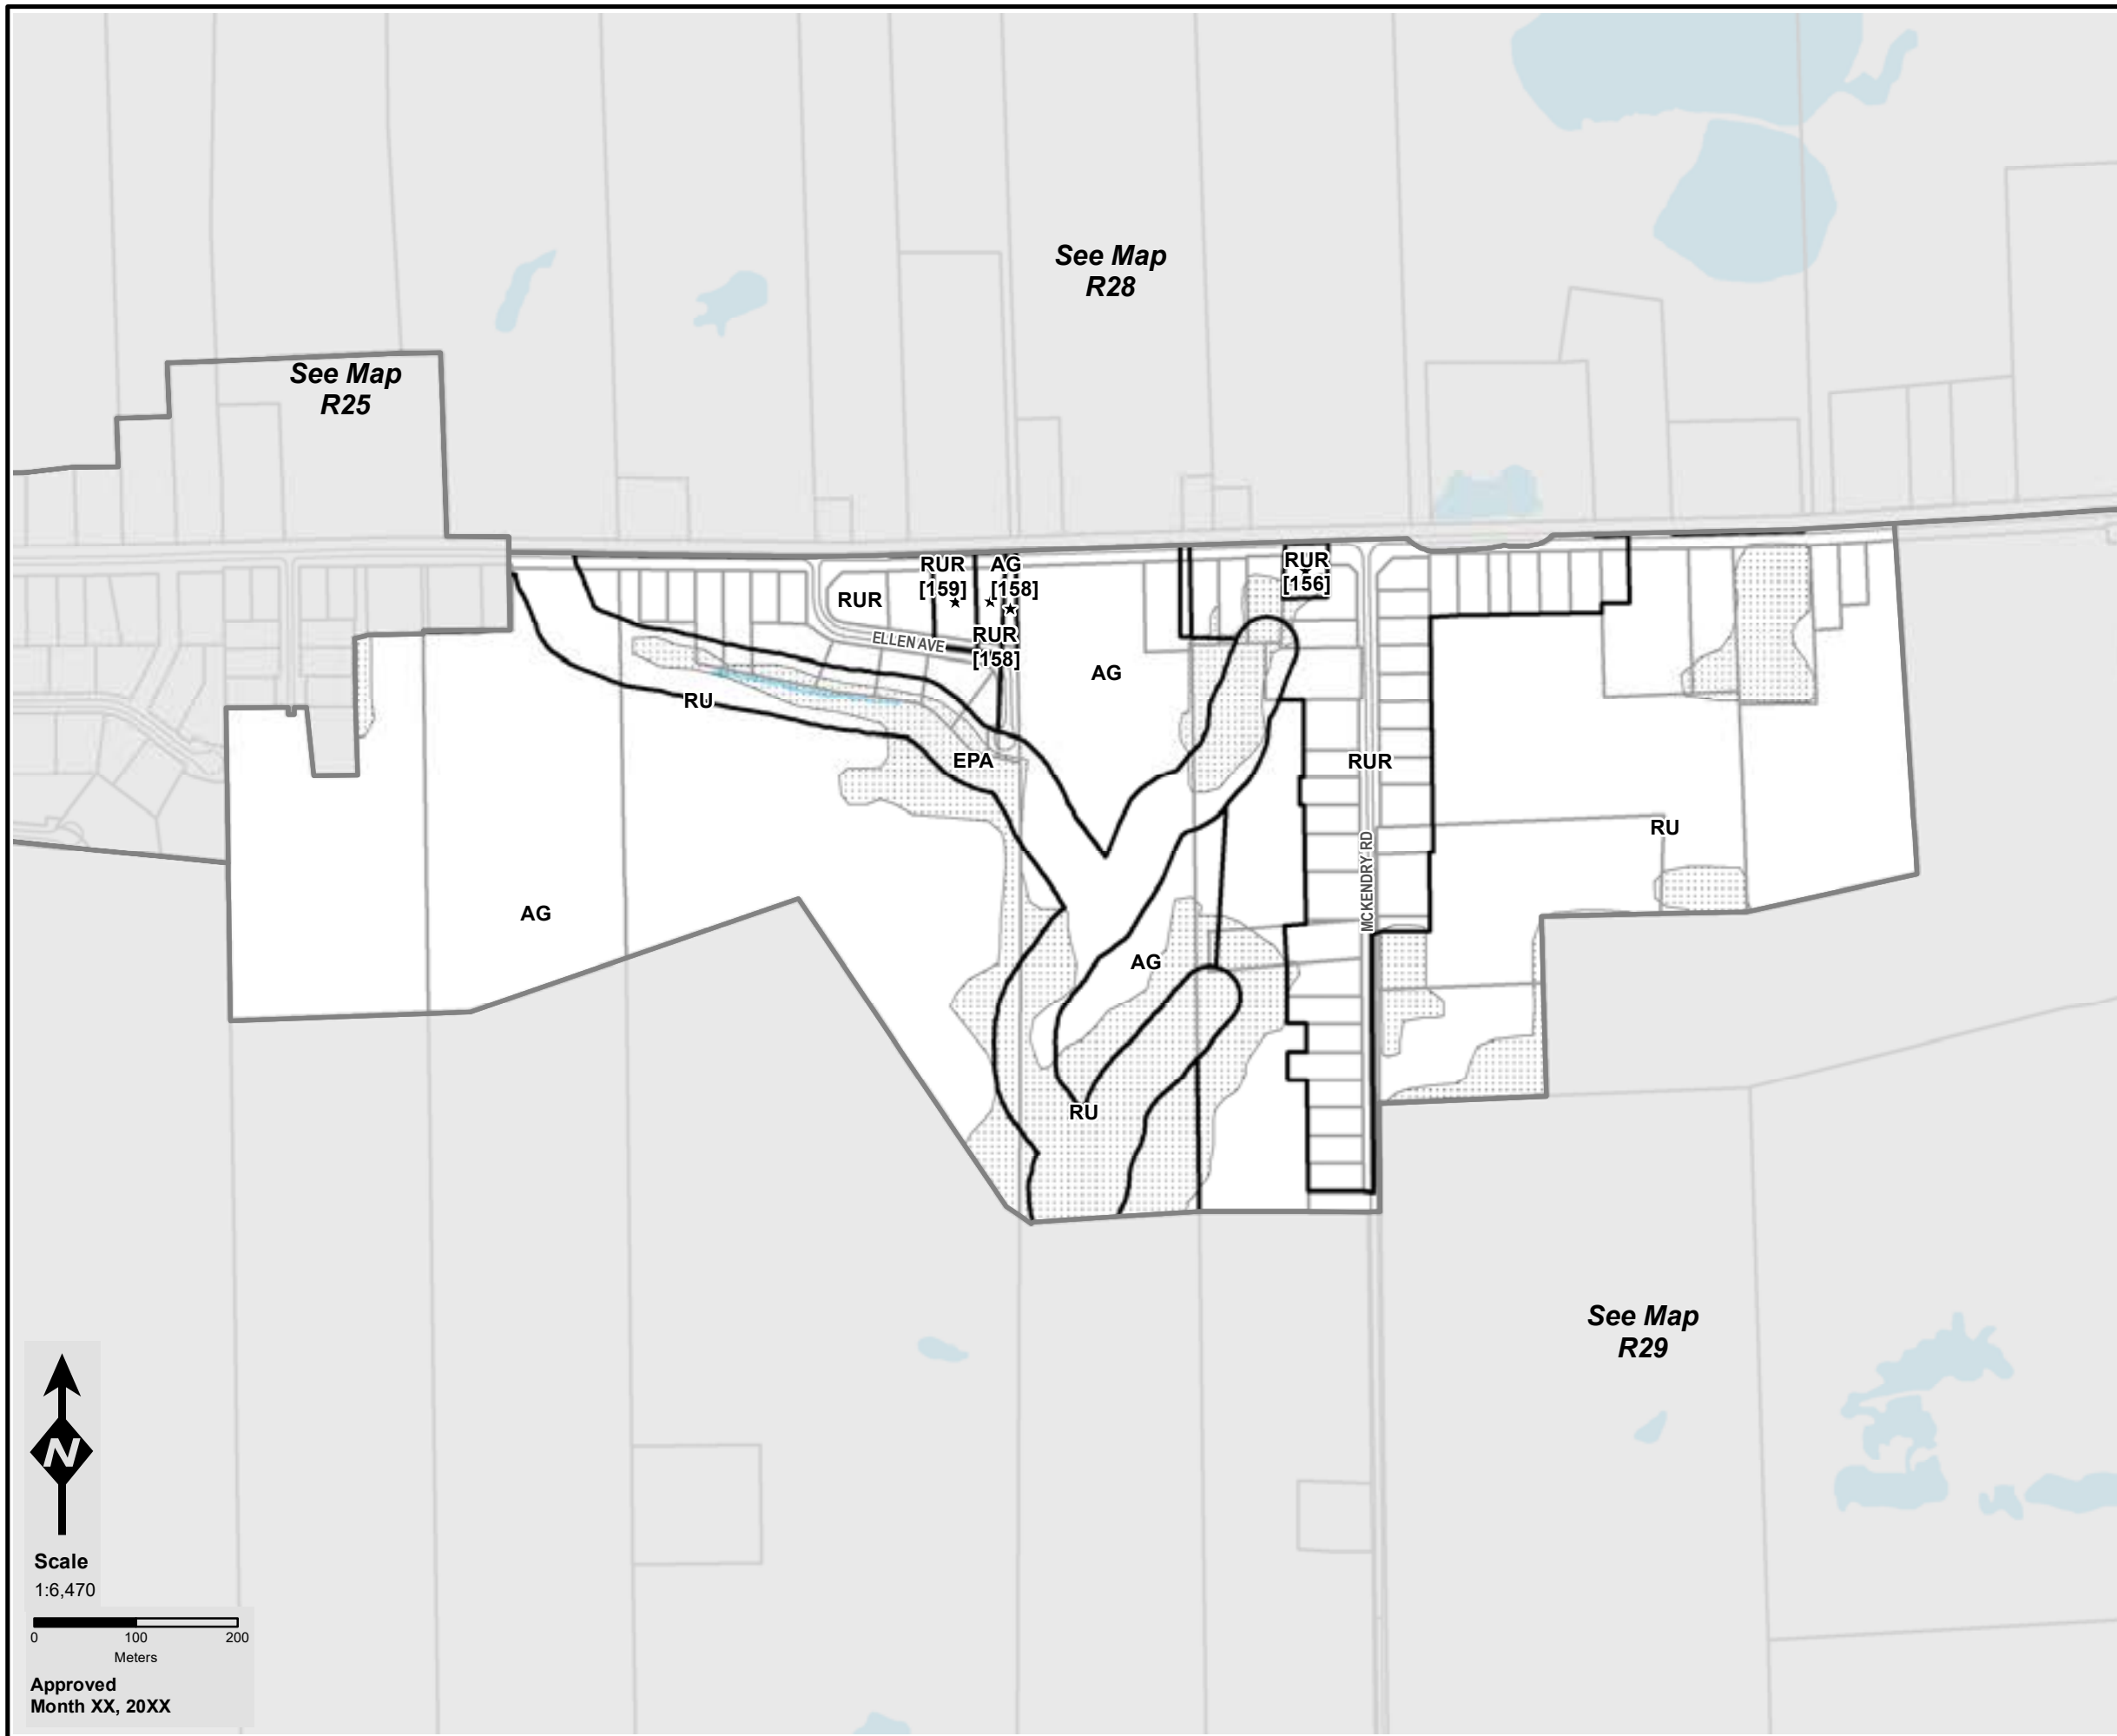 See Map
R28
See Map
R25
RUR
[159]
AG
[158]
RUR
[156]
RUR
ELLEN AVE
RUR
[158]
AG
RU
EPA
RUR
RU
MCKENDRY RD
AG
AG
RU
See Map
R29
N
Scale
1:6,470
0 100 200
Meters
Approved
Month XX, 20XX